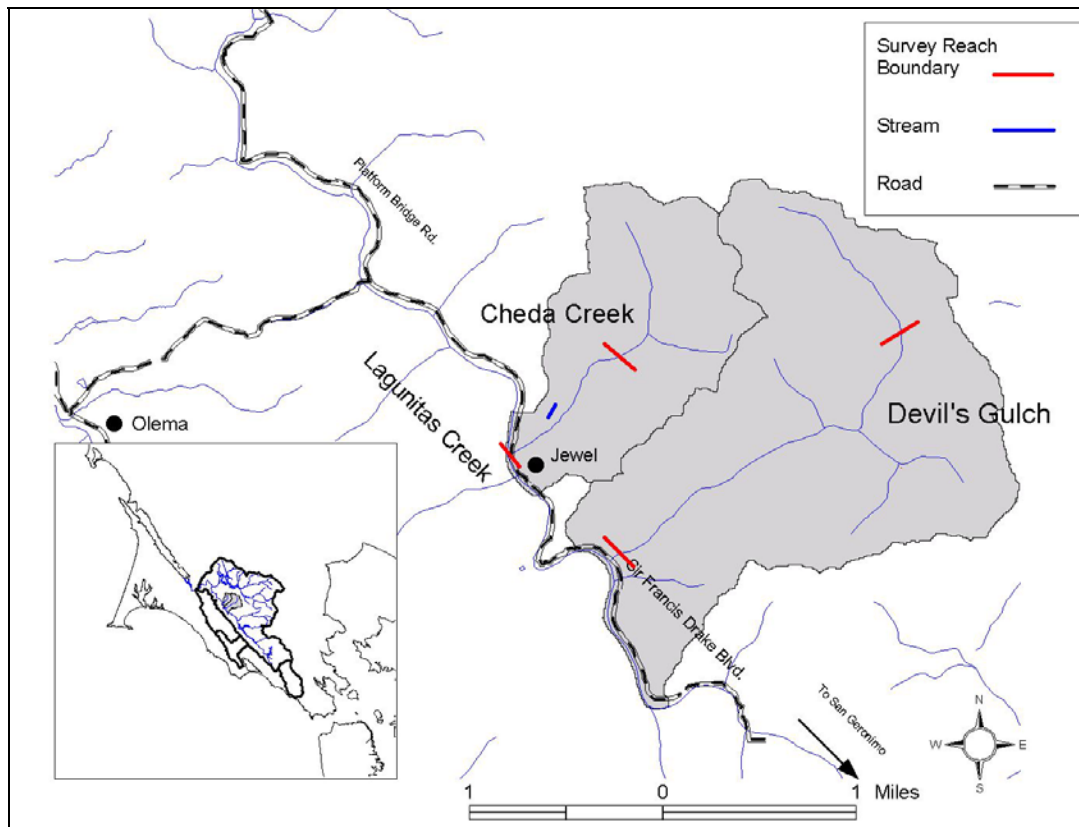 Survey Reach
Boundary
Stream
Road
Platform Bridge Rd.
Cheda Creek
Lagunitas Creek
Devil's Gulch
Olema
Jewel
Sir Francis Drake Blvd.
To San Geronimo
N
W
E
S
1
0
1
Miles